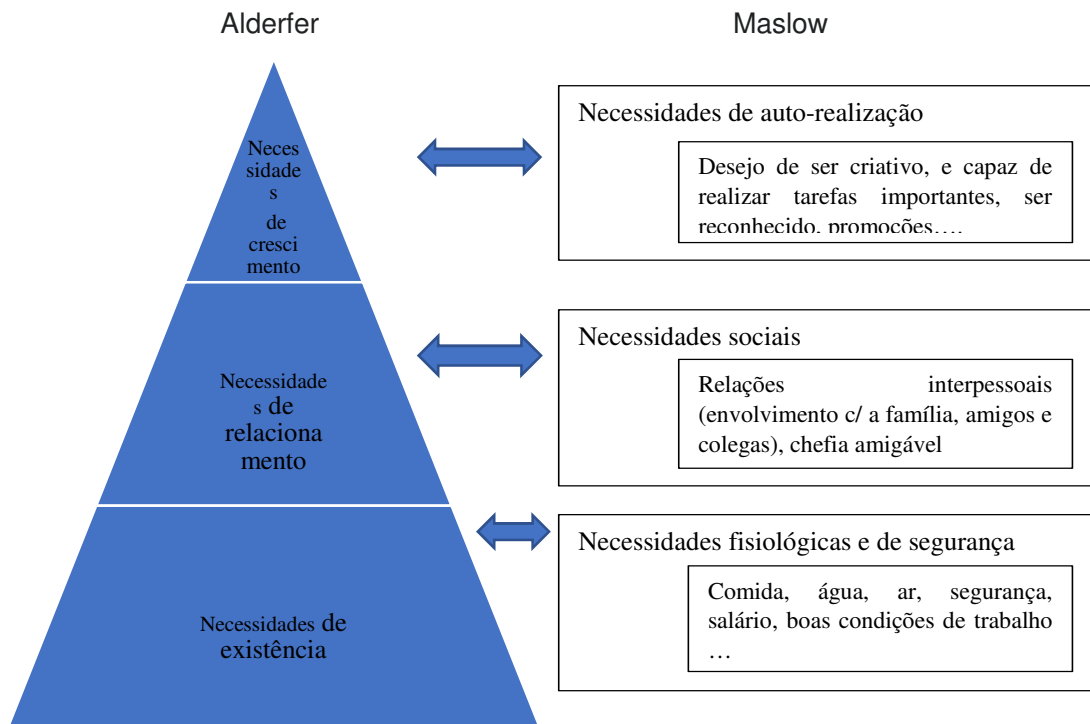 Alderfer
Maslow
Neces
sidade
s
de
cresci
mento
Necessidades de auto-realização
Desejo de ser criativo, e capaz de
realizar tarefas importantes, ser
reconhecido, promoções….
Necessidade
s de
relaciona
mento
Necessidades sociais
Relações interpessoais
(envolvimento c/ a família, amigos e
colegas), chefia amigável
Necessidades de
existência
Necessidades fisiológicas e de segurança
Comida, água, ar, segurança,
salário, boas condições de trabalho
…